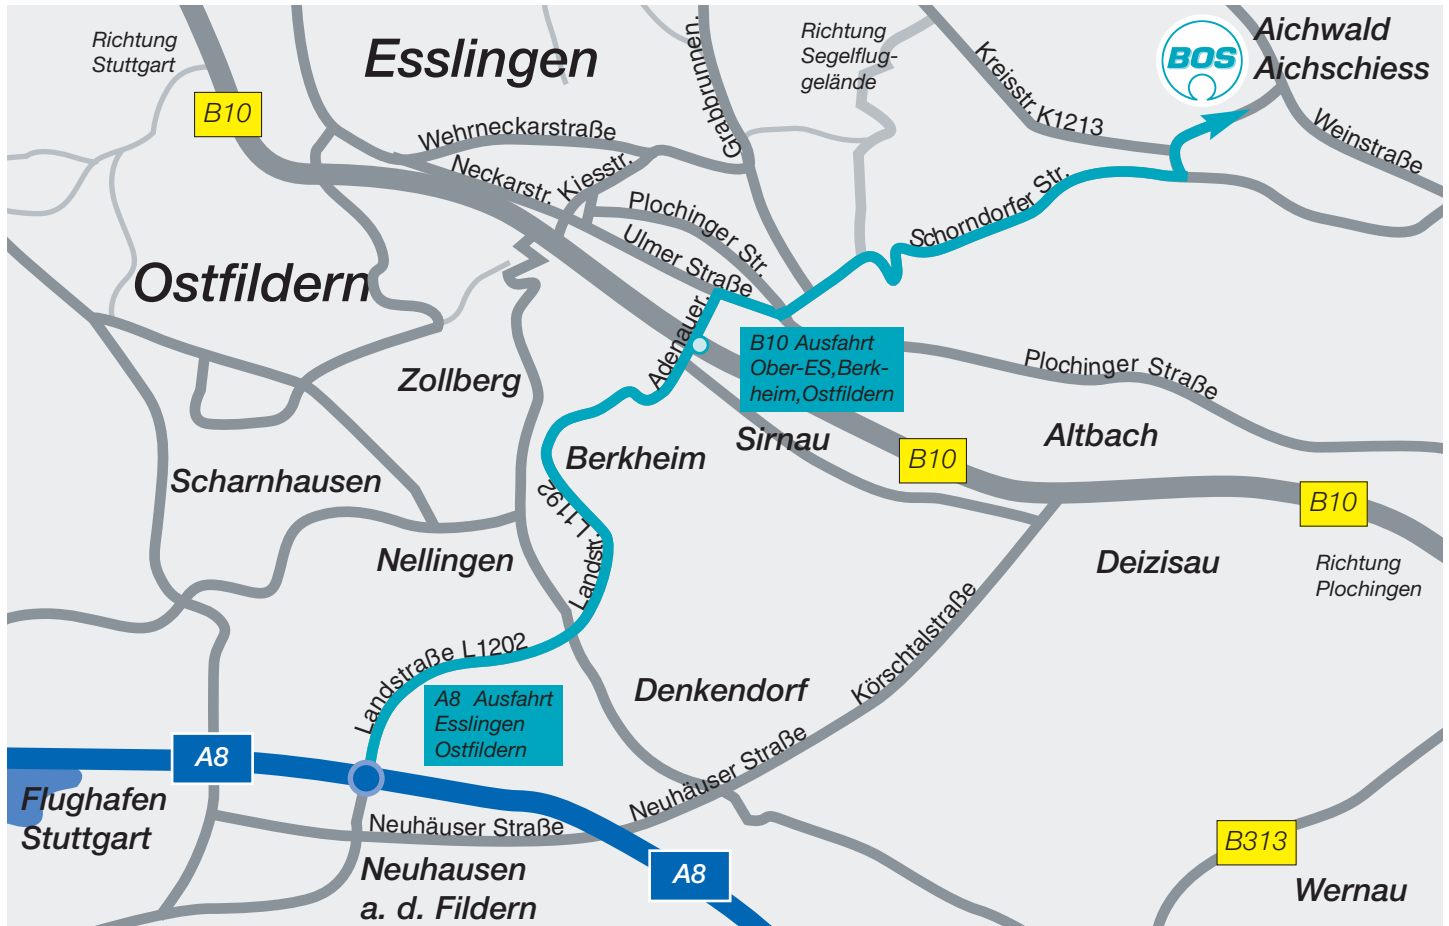 Richtung
Stuttgart
Esslingen
Grabbrunnen.
Richtung
Segelflug-
gelände
Kreisstr. K1213
BOS
Aichwald
Aichschiess
B10
Wehrneckarstraße
Neckarstr.
Kiesstr.
Weinstraße
Plochinger Str.
Ulmer Straße
Schorndorfer Str.
Ostfildern
Adenauer.
B10 Ausfahrt
Ober-ES,Berk-
heim,Ostfildern
Plochinger Straße
Zollberg
Sirnau
Altbach
Berkheim
B10
Scharnhausen
B10
Landstr. L1192
Nellingen
Deizisau
Richtung
Plochingen
Landstraße L1202
Körschtalstraße
Denkendorf
A8 Ausfahrt
Esslingen
Ostfildern
A8
Neuhäuser Straße
Flughafen
Stuttgart
Neuhäuser Straße
B313
Neuhausen
a. d. Fildern
A8
Wernau